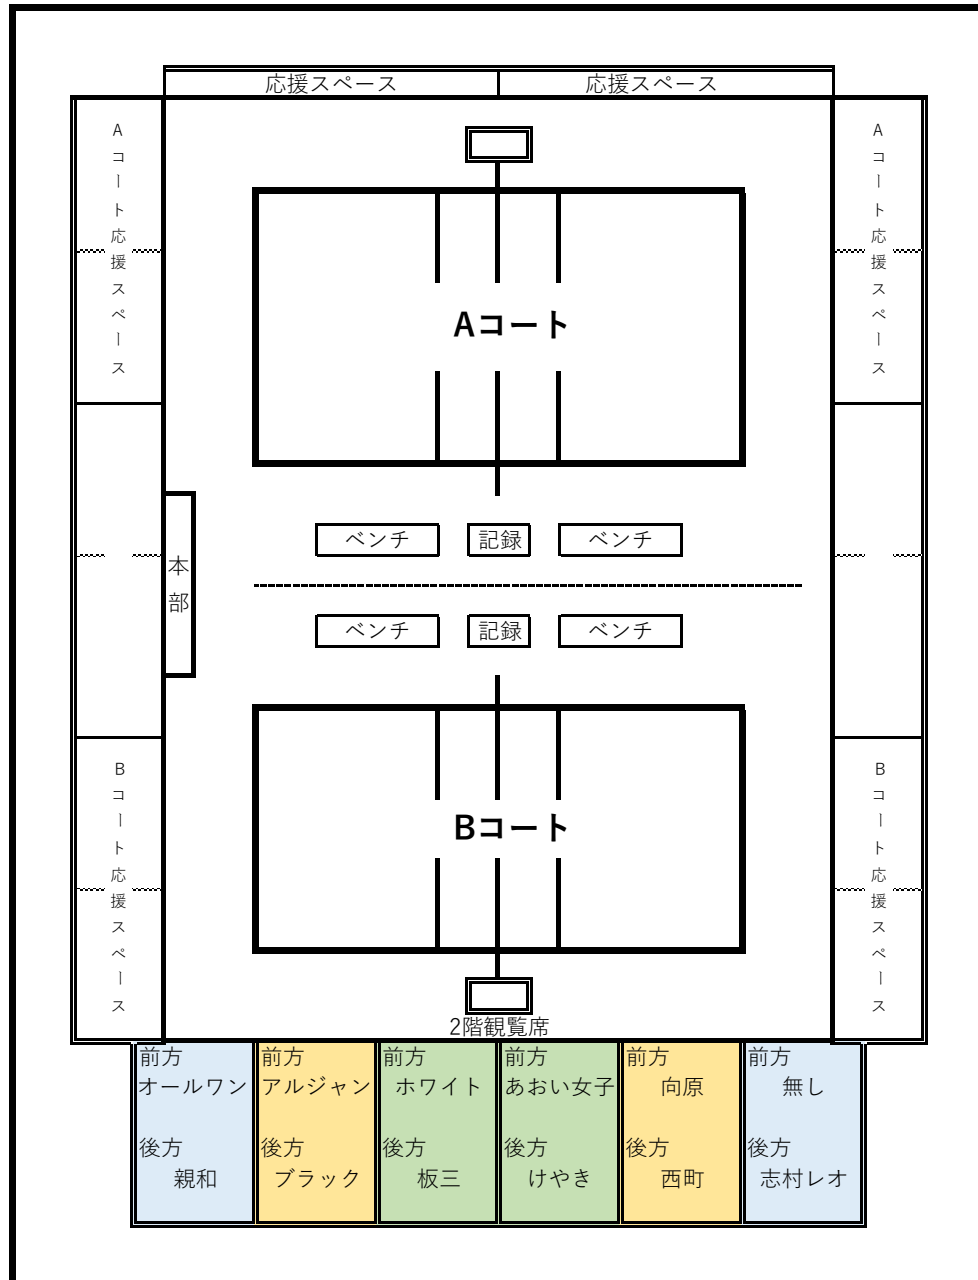 応援スペース 応援スペース
Aコート応援スペース
Aコート応援スペース
Aコート
ベンチ 記録 ベンチ
本部
ベンチ 記録 ベンチ
Bコート応援スペース
Bコート応援スペース
Bコート
2階観覧席
前方 前方 前方 前方 前方 前方
オールワン アルジャン ホワイト あおい女子 向原 無し
後方 後方 後方 後方 後方 後方
親和 ブラック 板三 けやき 西町 志村レオ